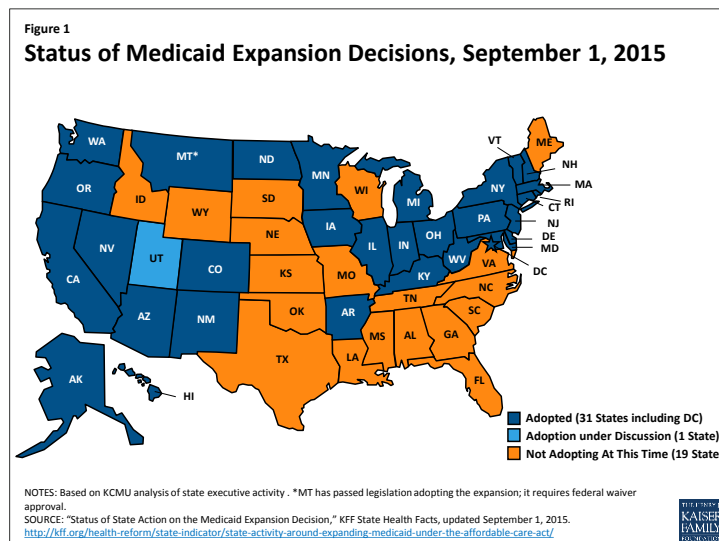 Figure 1
Status of Medicaid Expansion Decisions, September 1, 2015
WA
OR
ID
MT*
ND
MN
WI
MI
NY
VT
ME
NH
MA
RI
CT
NJ
DE
MD
DC
PA
WY
SD
IA
NE
NV
UT
CO
CA
KS
MO
IL
IN
OH
WV
VA
KY
NC
TN
SC
AZ
NM
OK
AR
TX
LA
MS
AL
GA
FL
AK
HI
Adopted (31 States including DC)
Adoption under Discussion (1 State)
Not Adopting At This Time (19 State
NOTES: Based on KCMU analysis of state executive activity . *MT has passed legislation adopting the expansion; it requires federal waiver
approval.
SOURCE: “Status of State Action on the Medicaid Expansion Decision,” KFF State Health Facts, updated September 1, 2015.
http://kff.org/health-reform/state-indicator/state-activity-around-expanding-medicaid-under-the-affordable-care-act/
THE HENRY J
KAISER
FAMILY
FOUNDATION